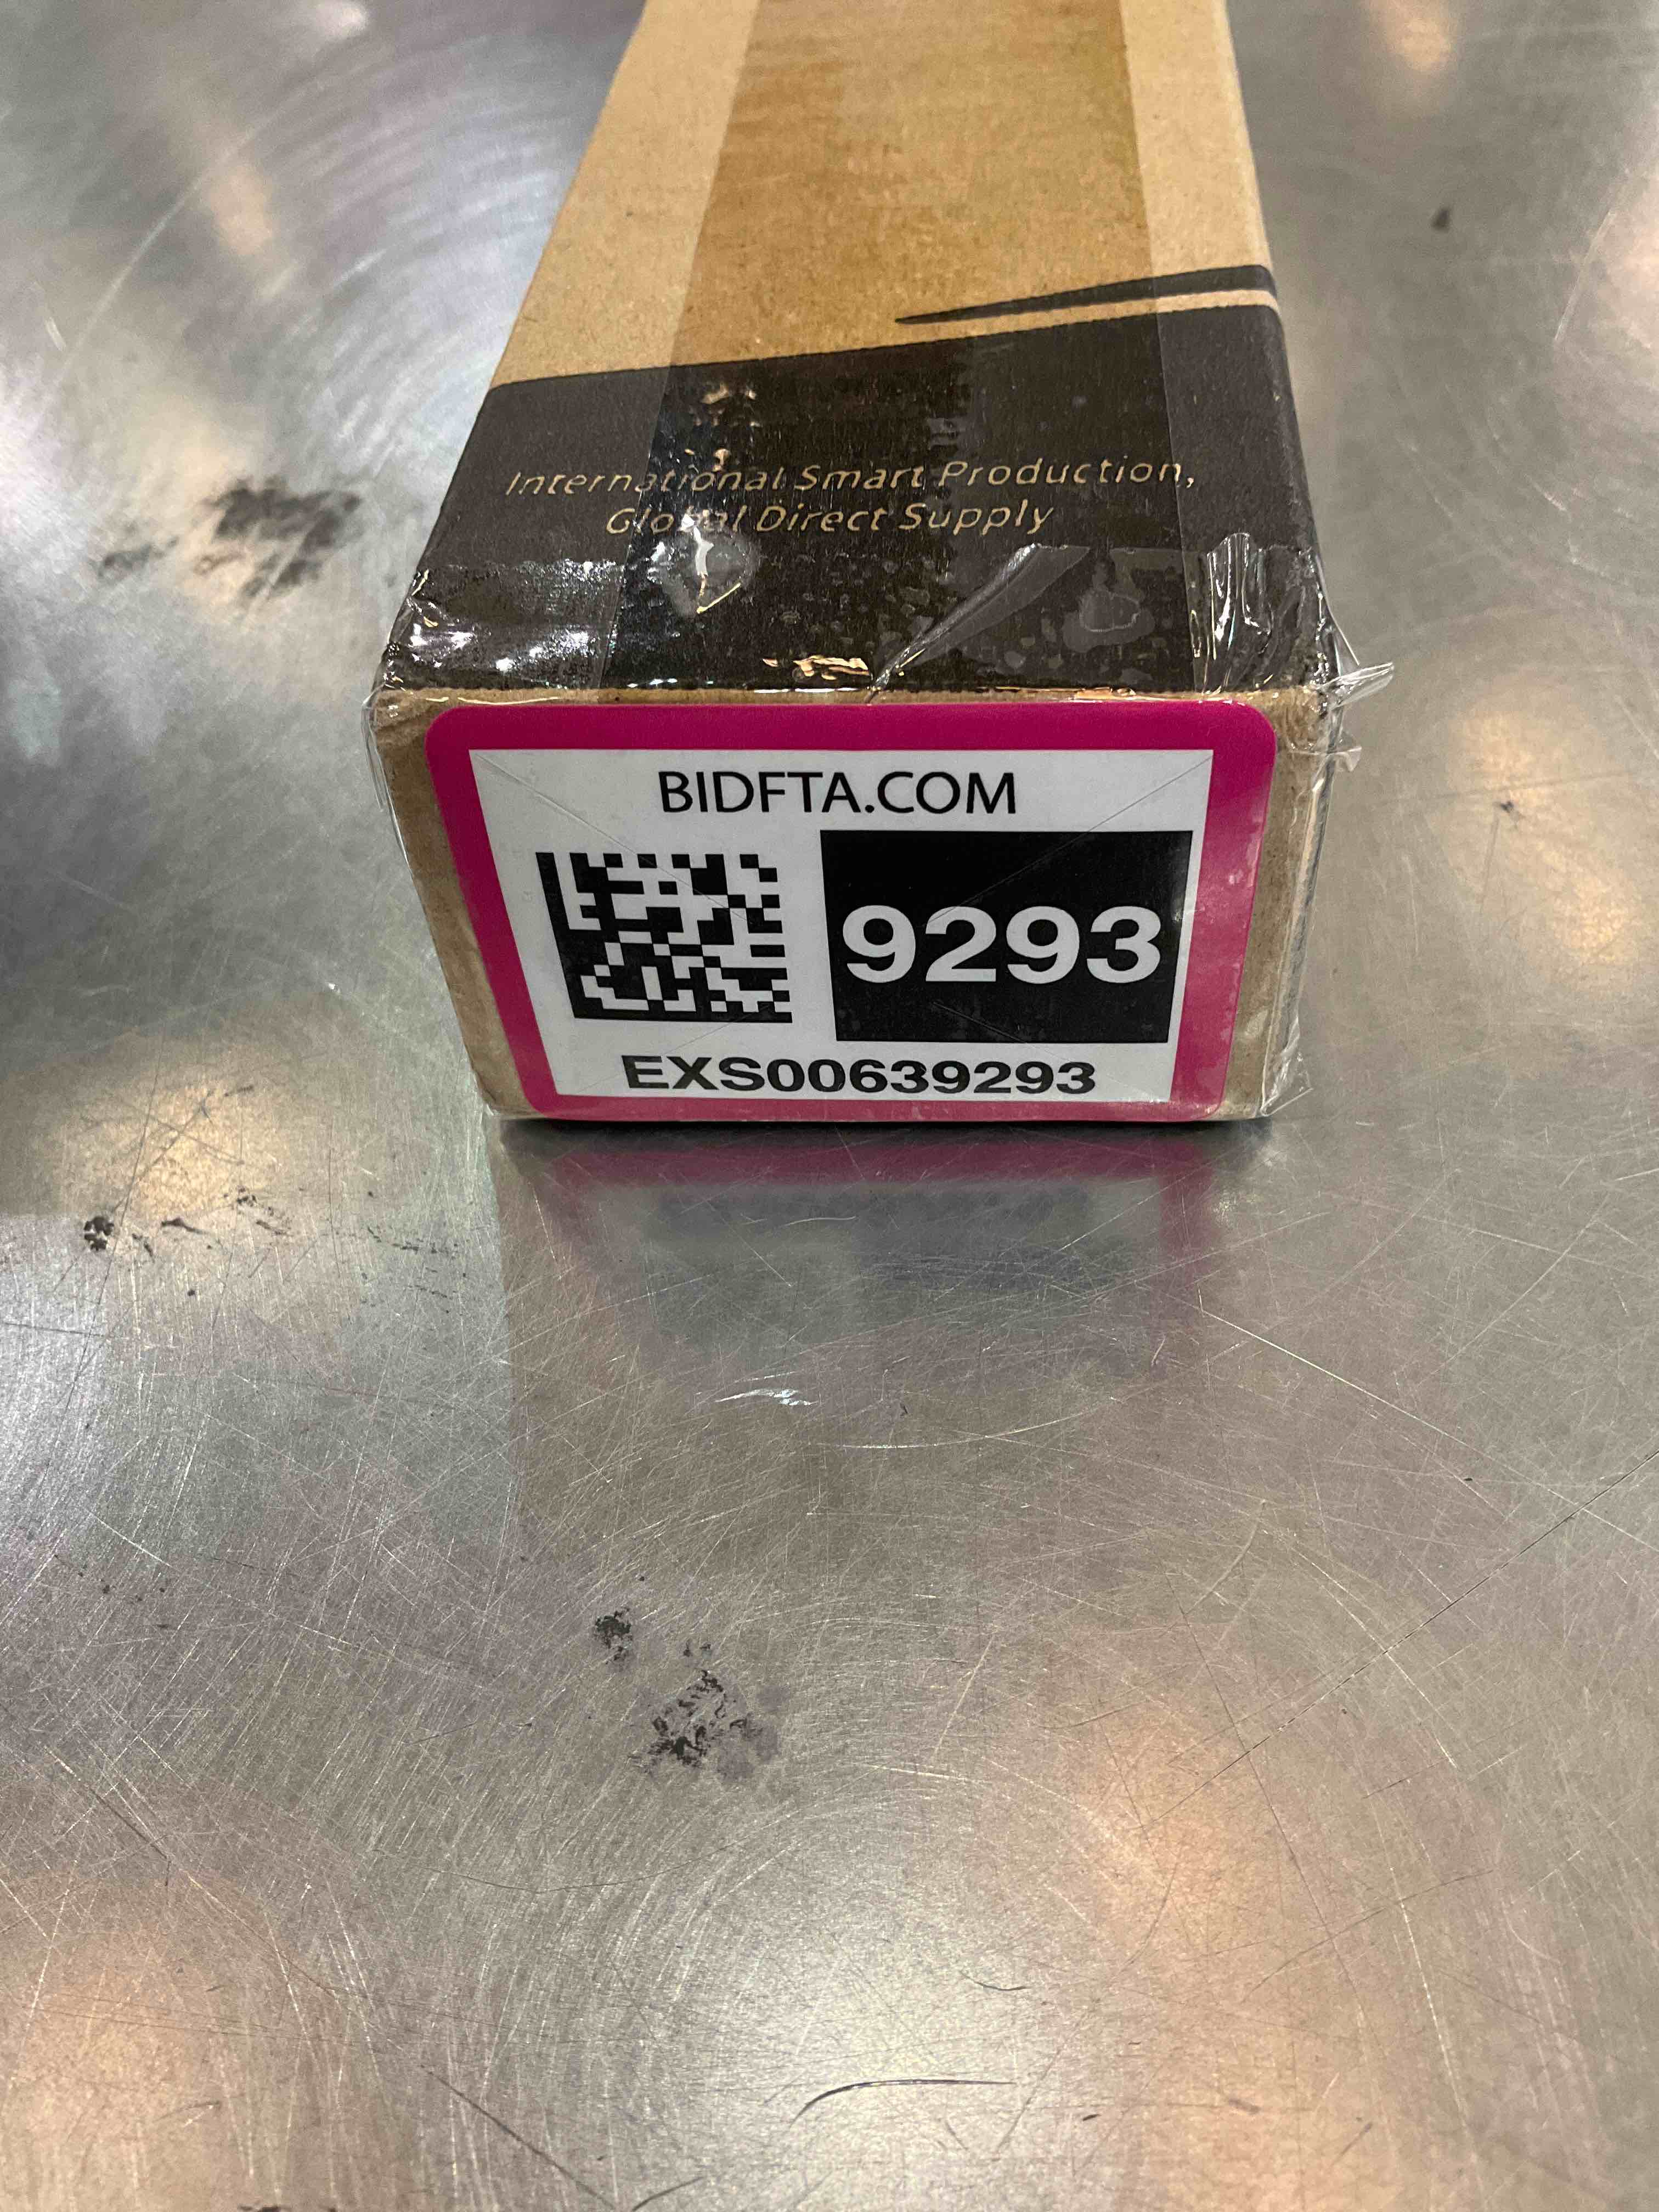 International Smart Production,
Global Direct Supply
BIDFTA.COM
9293
EXS00639293